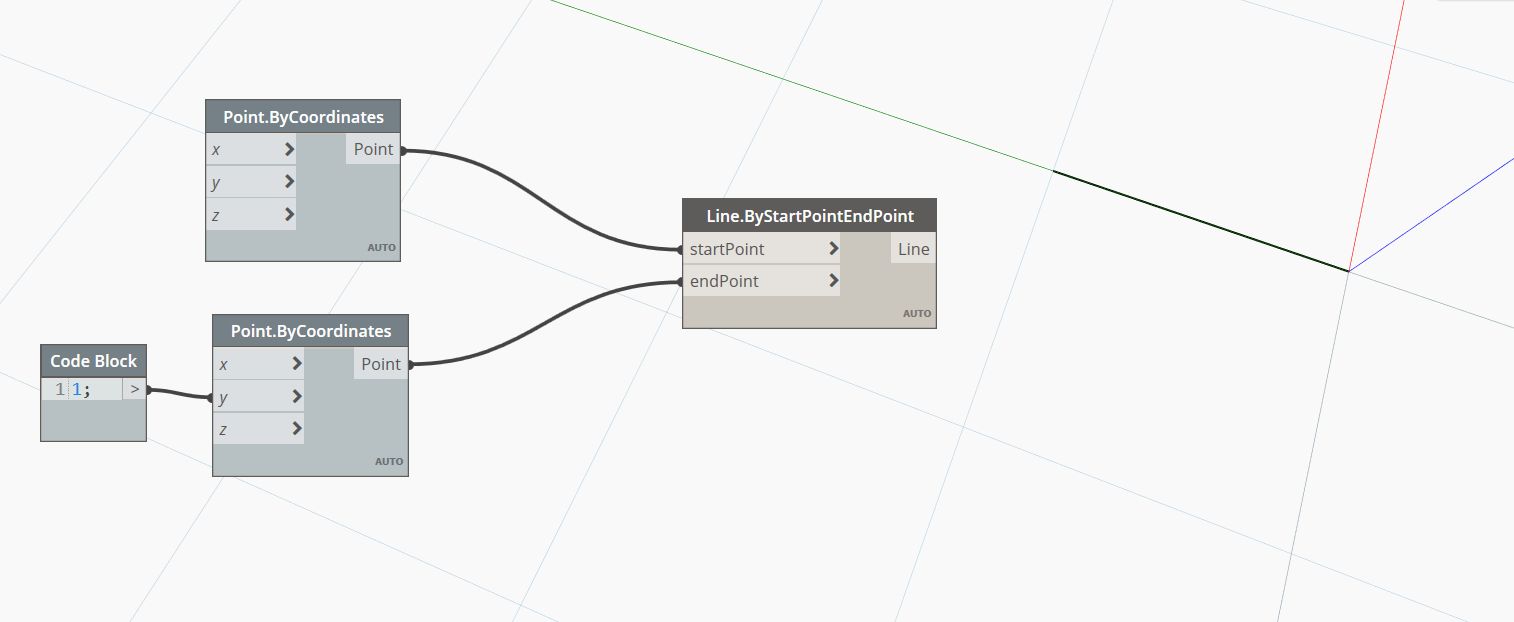 Point.ByCoordinates
x > Point
y >
z >
AUTO
Line.ByStartPointEndPoint
startPoint > Line
endPoint >
AUTO
Point.ByCoordinates
x > Point
y >
z >
AUTO
Code Block
1 1; >